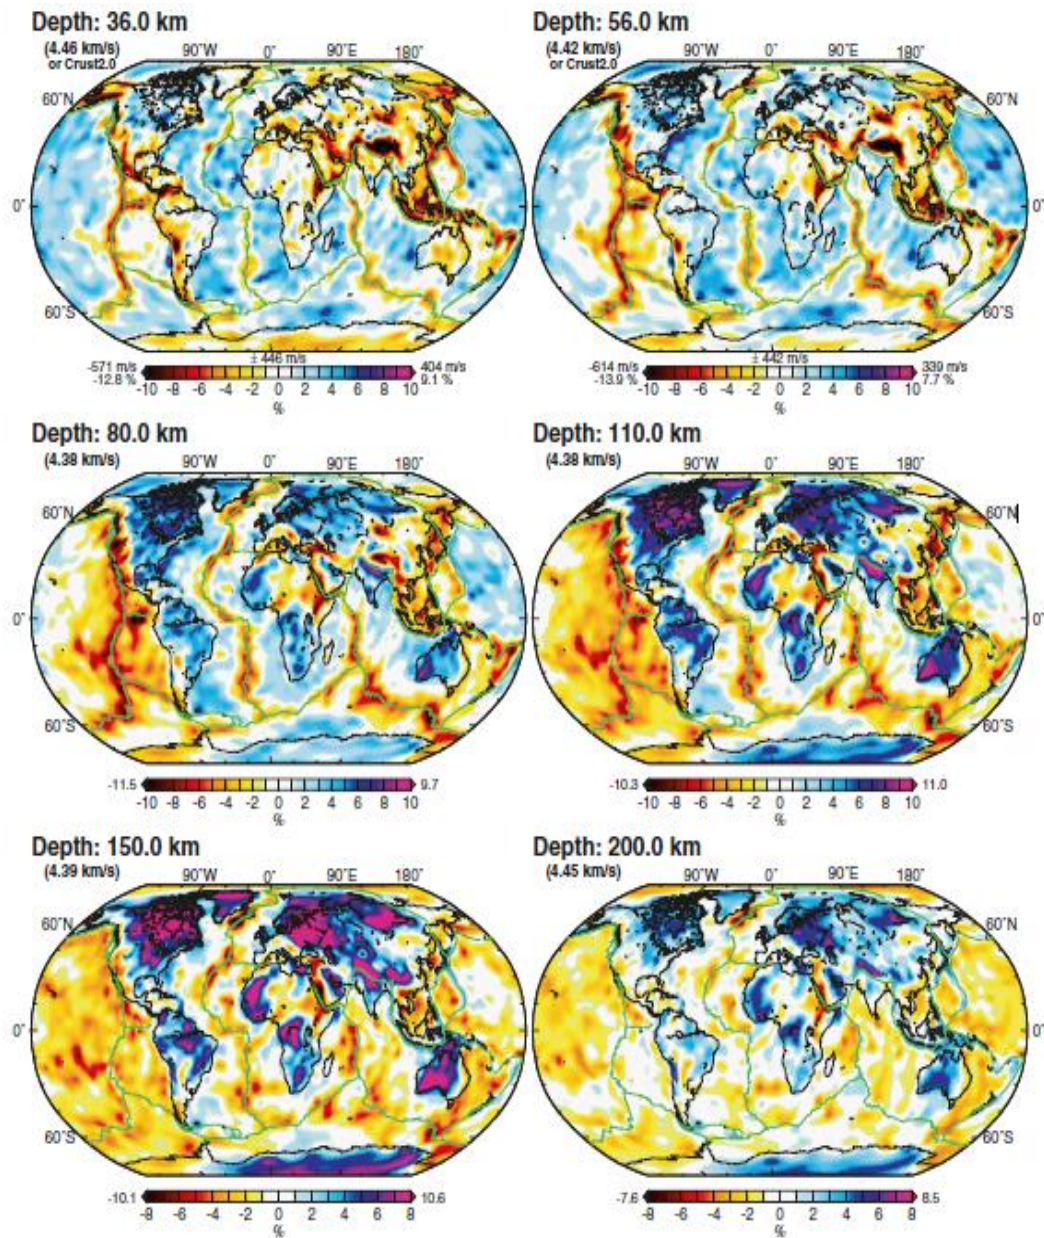 Depth: 36.0 km
(4.46 km/s)
or Crust2.0
90˚W 0˚ 90˚E 180˚
60˚N
0˚
60˚S
± 446 m/s
-571 m/s
-12.8 %
404 m/s
9.1 %
-10 -8 -6 -4 -2 0 2 4 6 8 10
%
Depth: 56.0 km
(4.42 km/s)
or Crust2.0
90˚W 0˚ 90˚E 180˚
60˚N
0˚
60˚S
± 442 m/s
-614 m/s
-13.9 %
339 m/s
7.7 %
-10 -8 -6 -4 -2 0 2 4 6 8 10
%
Depth: 80.0 km
(4.38 km/s)
90˚W 0˚ 90˚E 180˚
60˚N
0˚
60˚S
-11.5 9.7
-10 -8 -6 -4 -2 0 2 4 6 8 10
%
Depth: 110.0 km
(4.38 km/s)
90˚W 0˚ 90˚E 180˚
60˚N
0˚
60˚S
-10.3 11.0
-10 -8 -6 -4 -2 0 2 4 6 8 10
%
Depth: 150.0 km
(4.39 km/s)
90˚W 0˚ 90˚E 180˚
60˚N
0˚
60˚S
-10.1 10.6
-8 -6 -4 -2 0 2 4 6 8
%
Depth: 200.0 km
(4.45 km/s)
90˚W 0˚ 90˚E 180˚
60˚N
0˚
60˚S
-7.6 8.5
-8 -6 -4 -2 0 2 4 6 8
%